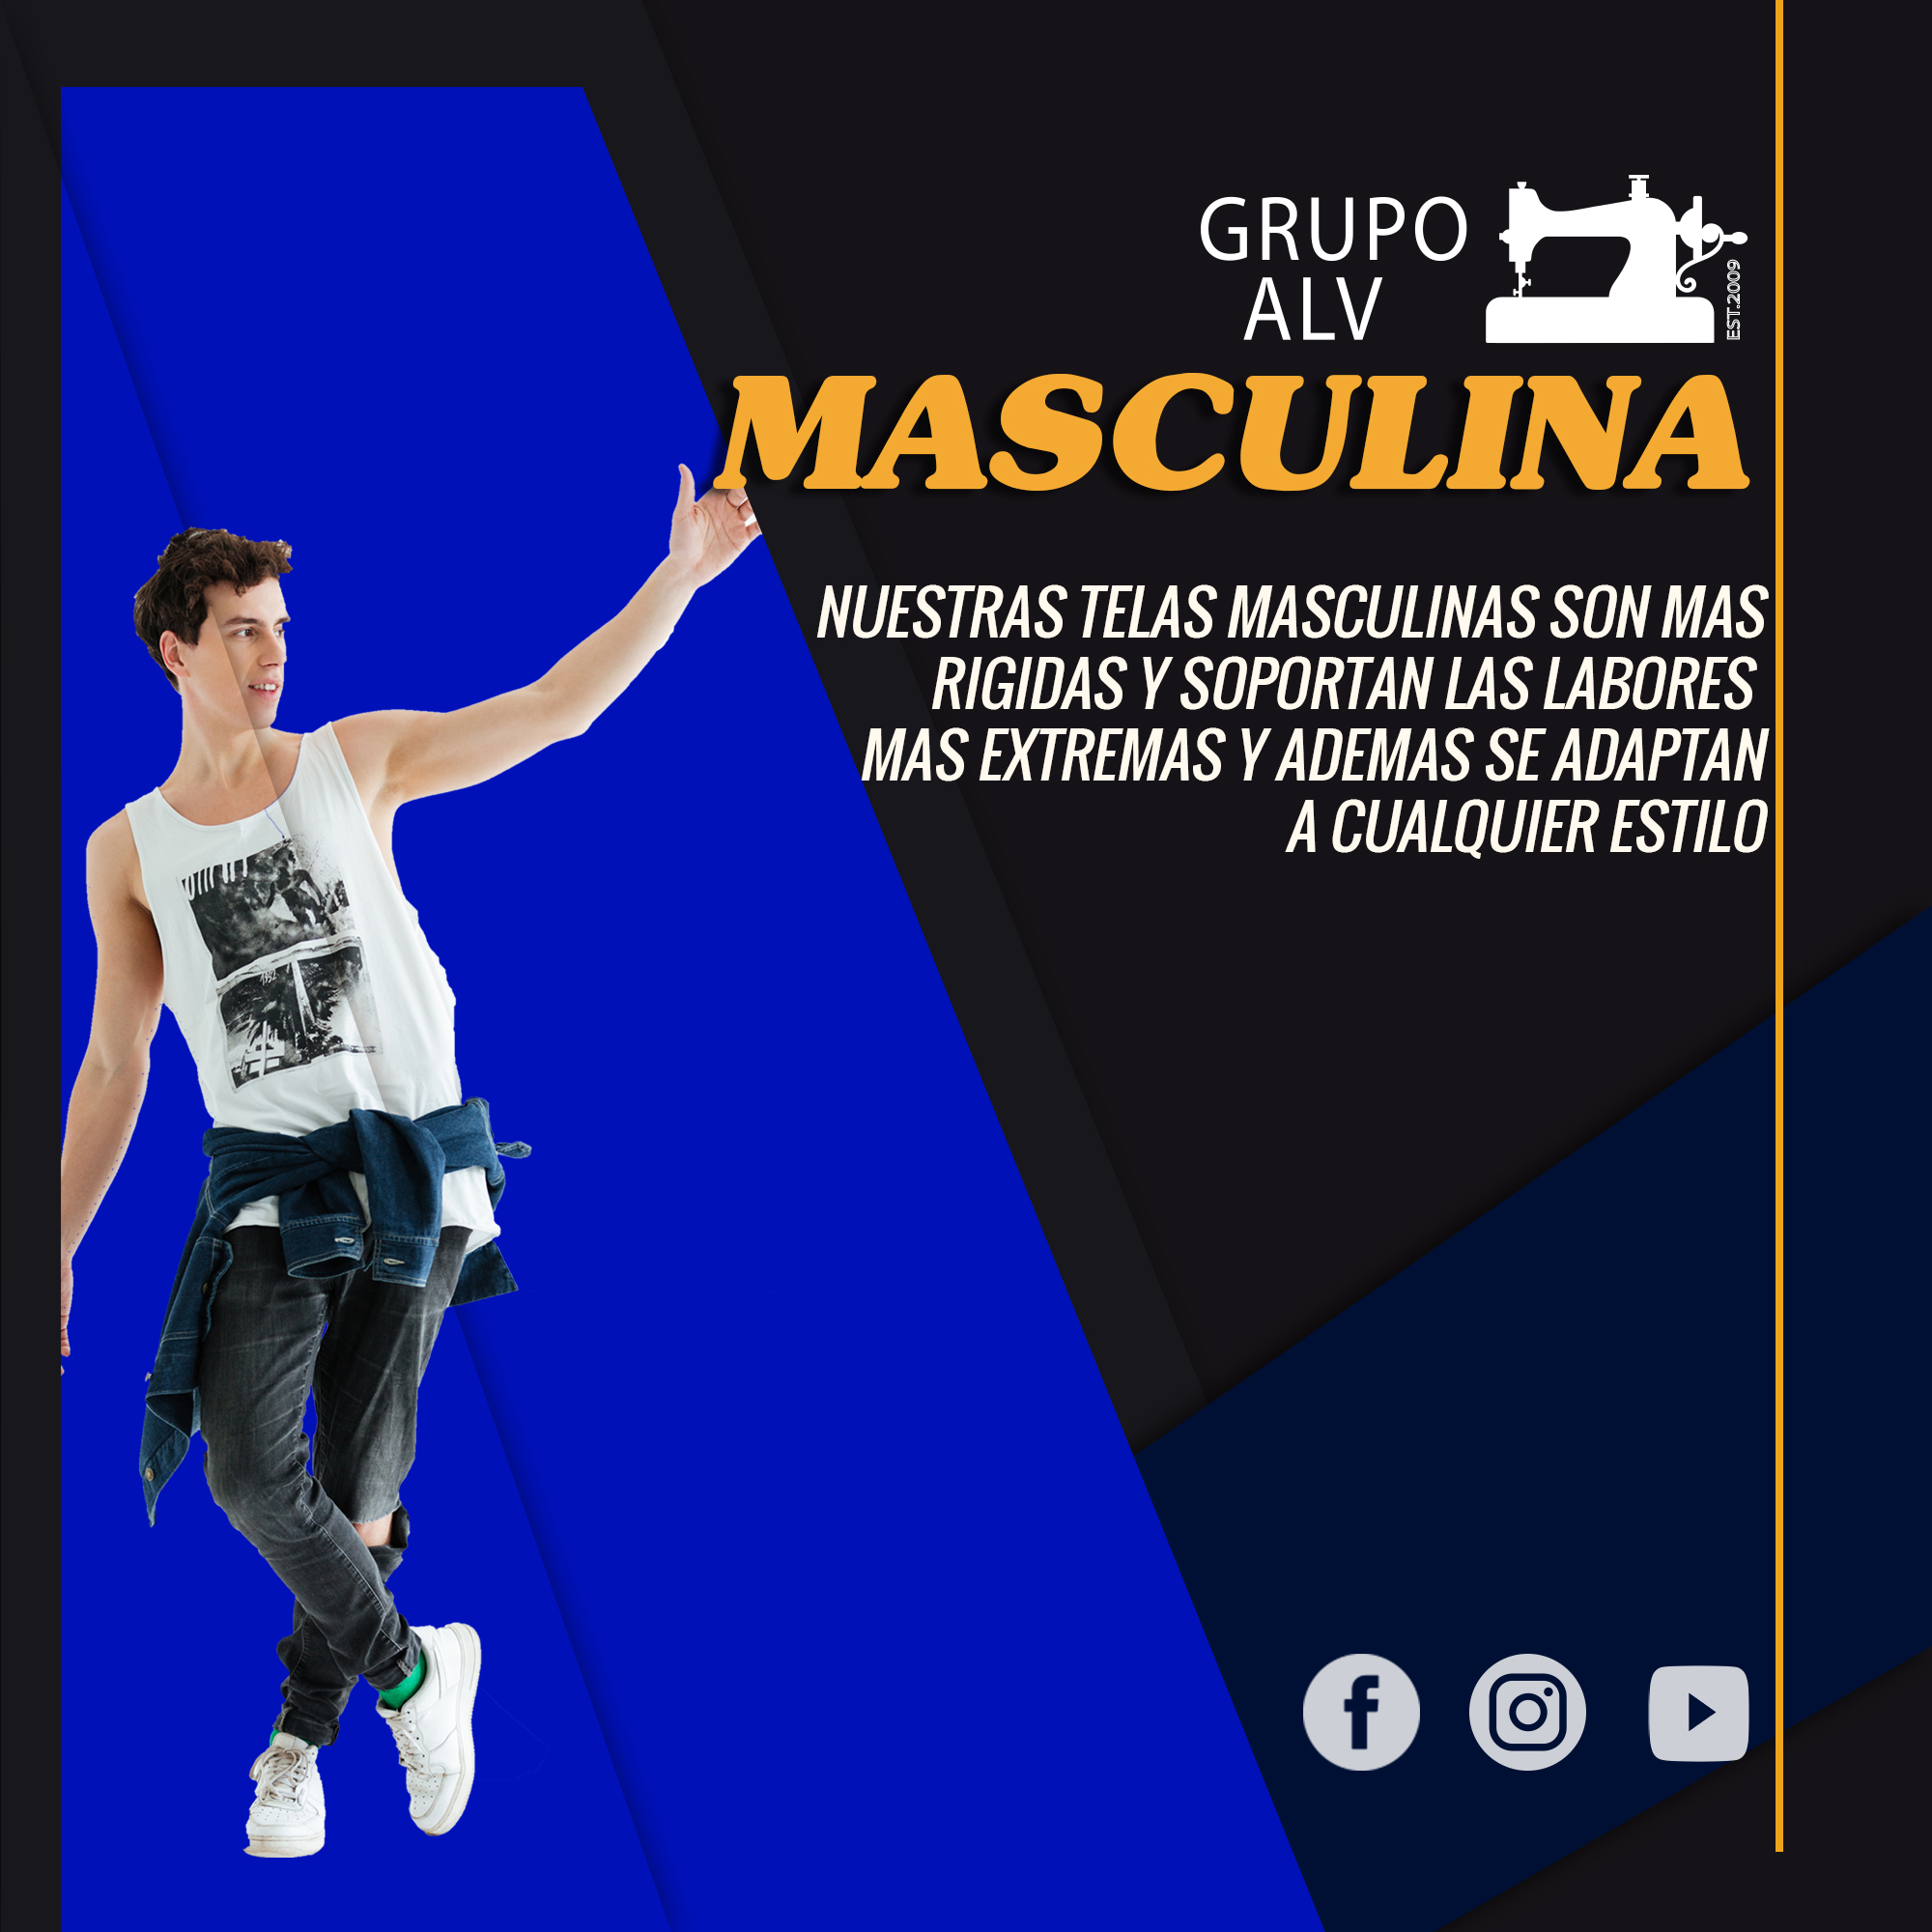 GRUPO
ALV
EST.2009
MASCULINA
NUESTRAS TELAS MASCULINAS SON MAS
RIGIDAS Y SOPORTAN LAS LABORES
MAS EXTREMAS Y ADEMAS SE ADAPTAN
A CUALQUIER ESTILO